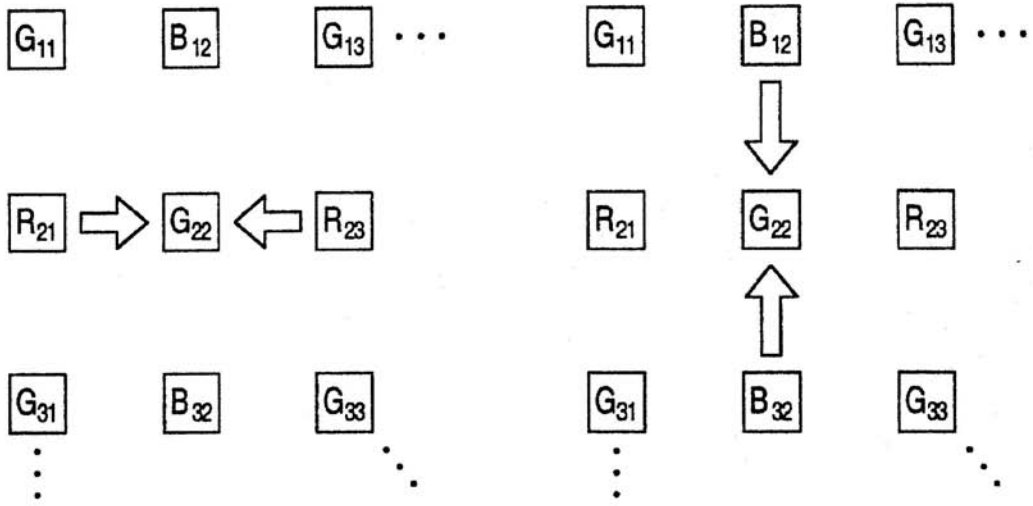 G11 B12 G13 ··· G11 B12 G13 ···
R21 G22 R23 R21 G22 R23
G31 B32 G33 G31 B32 G33